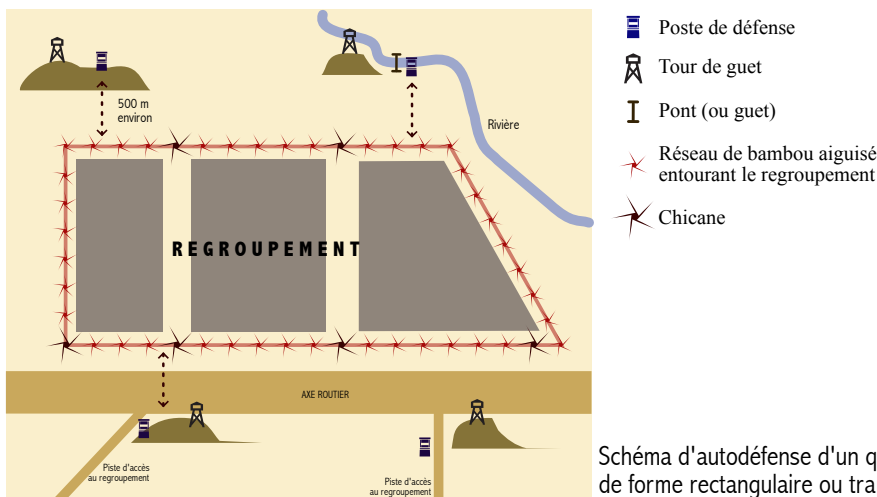 Poste de défense
Tour de guet
Pont (ou guet)
Réseau de bambou aiguisé
entourant le regroupement
Chicane
500 m
environ
Rivière
REGROUPEMENT
AXE ROUTIER
Piste d'accès
au regroupement
Piste d'accès
au regroupement
Schéma d'autodéfense d'un q
de forme rectangulaire ou tra